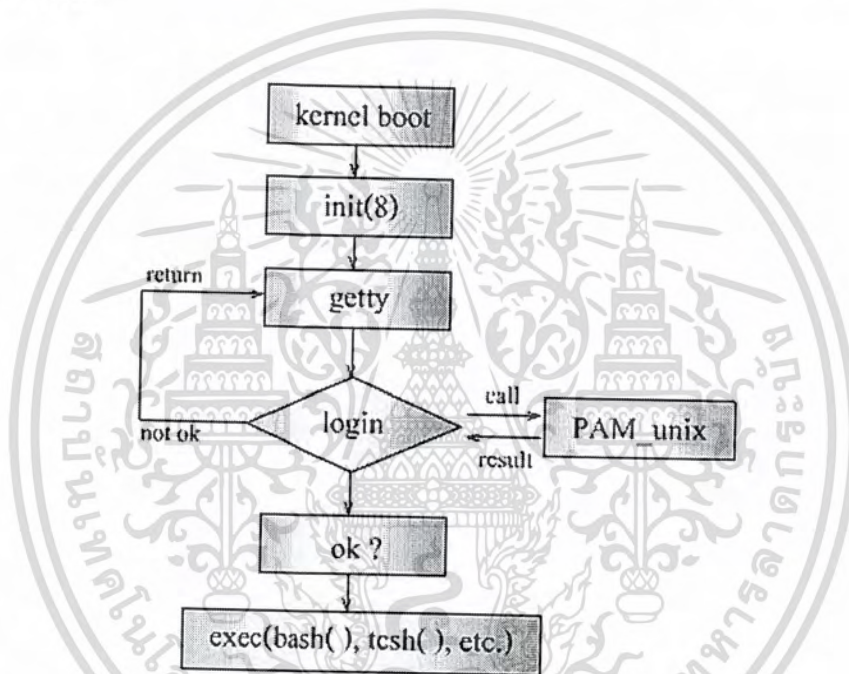 kernel boot
init(8)
return
getty
call
login
PAM_unix
not ok
result
ok ?
exec(bash( ), tcsh( ), etc.)